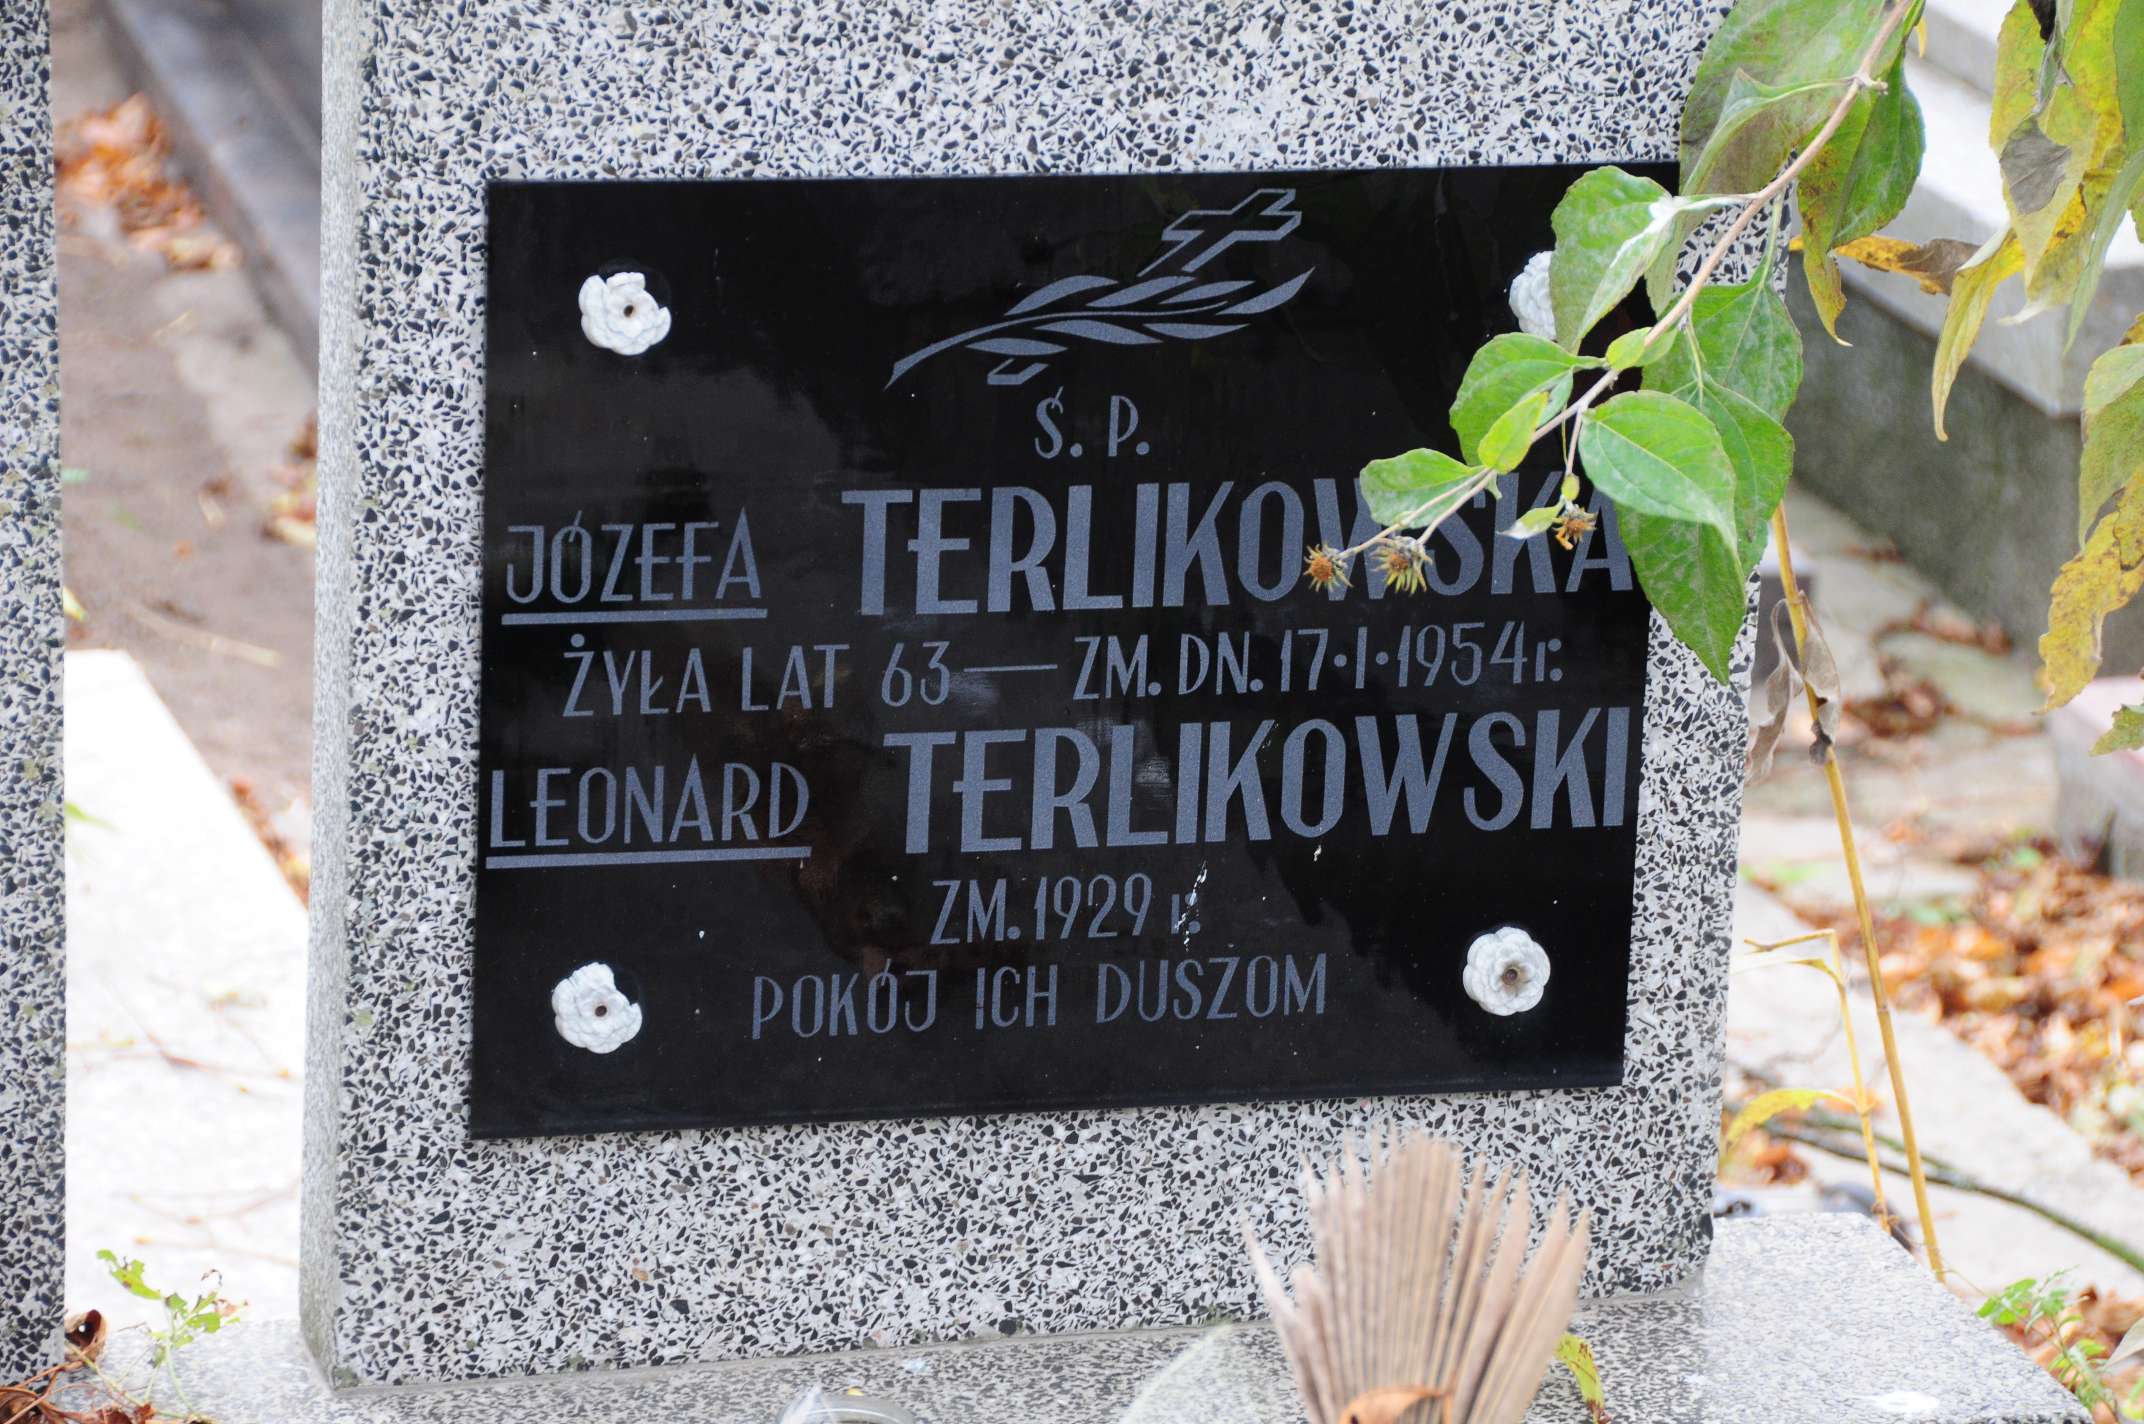 Ś. P.
JÓZEFA TERLIKOWSKA
ŻYŁA LAT 63 — ZM. DN. 17·I·1954 r:
LEONARD TERLIKOWSKI
ZM. 1929 r:
POKÓJ ICH DUSZOM